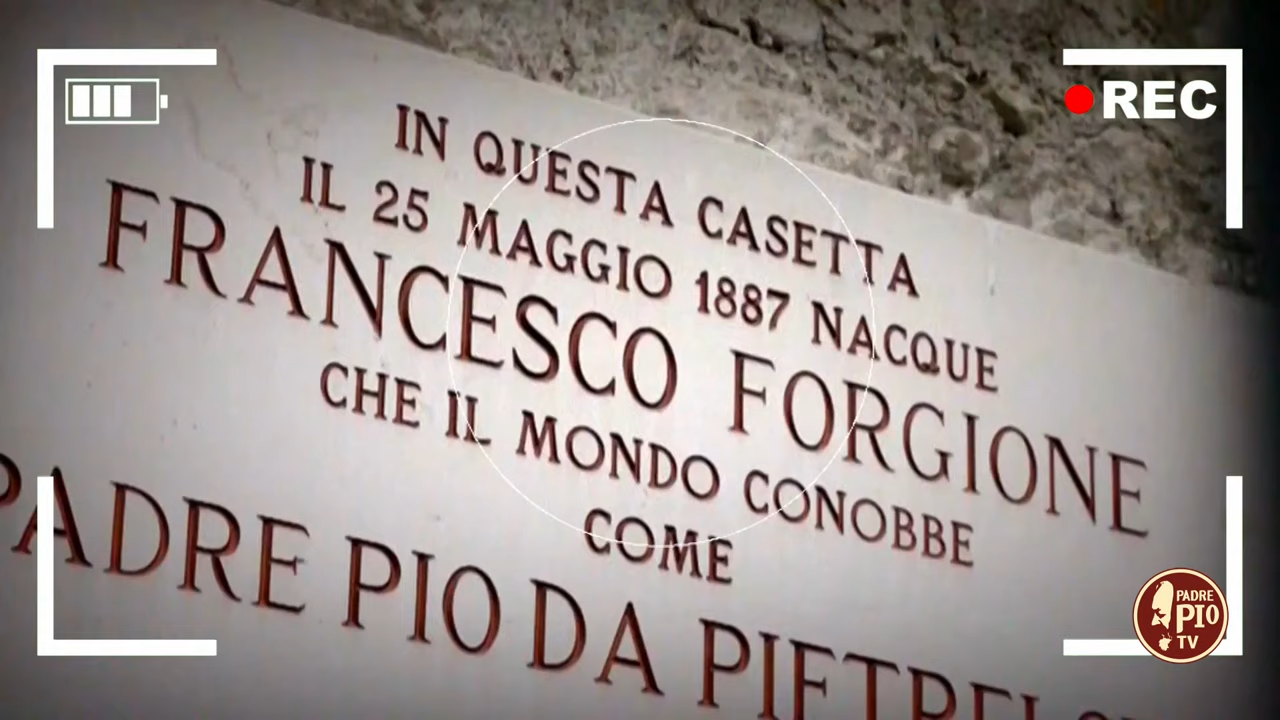 REC
IN QUESTA CASETTA
IL 25 MAGGIO 1887 NACQUE
FRANCESCO FORGIONE
CHE IL MONDO CONOBBE
COME
PADRE PIO DA
PADRE
PIO
TV